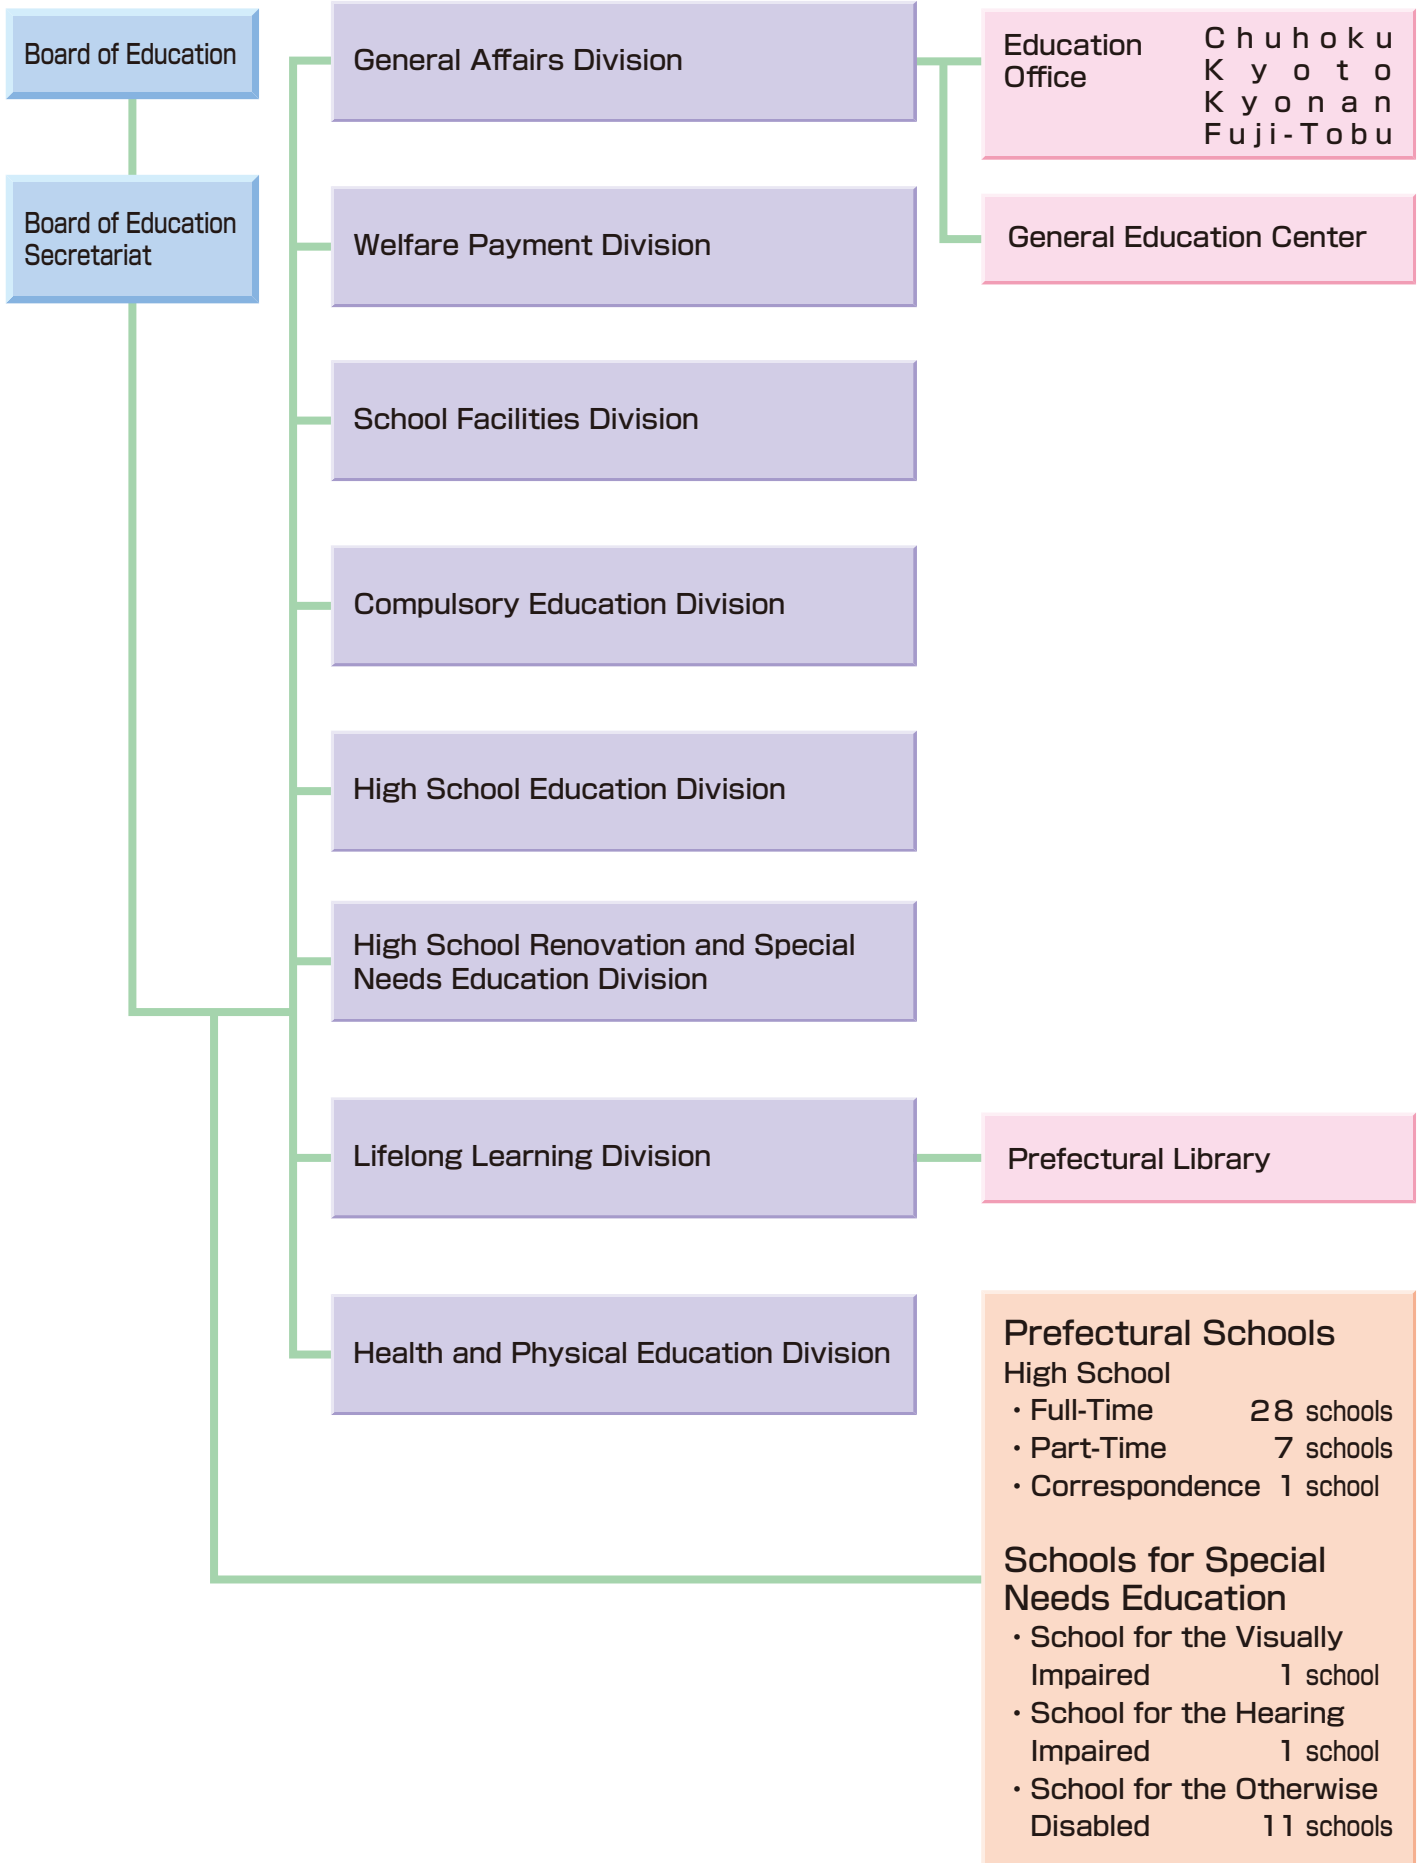 Board of Education
Board of Education
Secretariat
General Affairs Division
Welfare Payment Division
School Facilities Division
Compulsory Education Division
High School Education Division
High School Renovation and Special
Needs Education Division
Lifelong Learning Division
Health and Physical Education Division
Education
Office
Chuhoku
Kyoto
Kyonan
Fuji-Tobu
General Education Center
Prefectural Library
Prefectural Schools
High School
・Full-Time 28 schools
・Part-Time 7 schools
・Correspondence 1 school
Schools for Special
Needs Education
・School for the Visually
Impaired 1 school
・School for the Hearing
Impaired 1 school
・School for the Otherwise
Disabled 11 schools